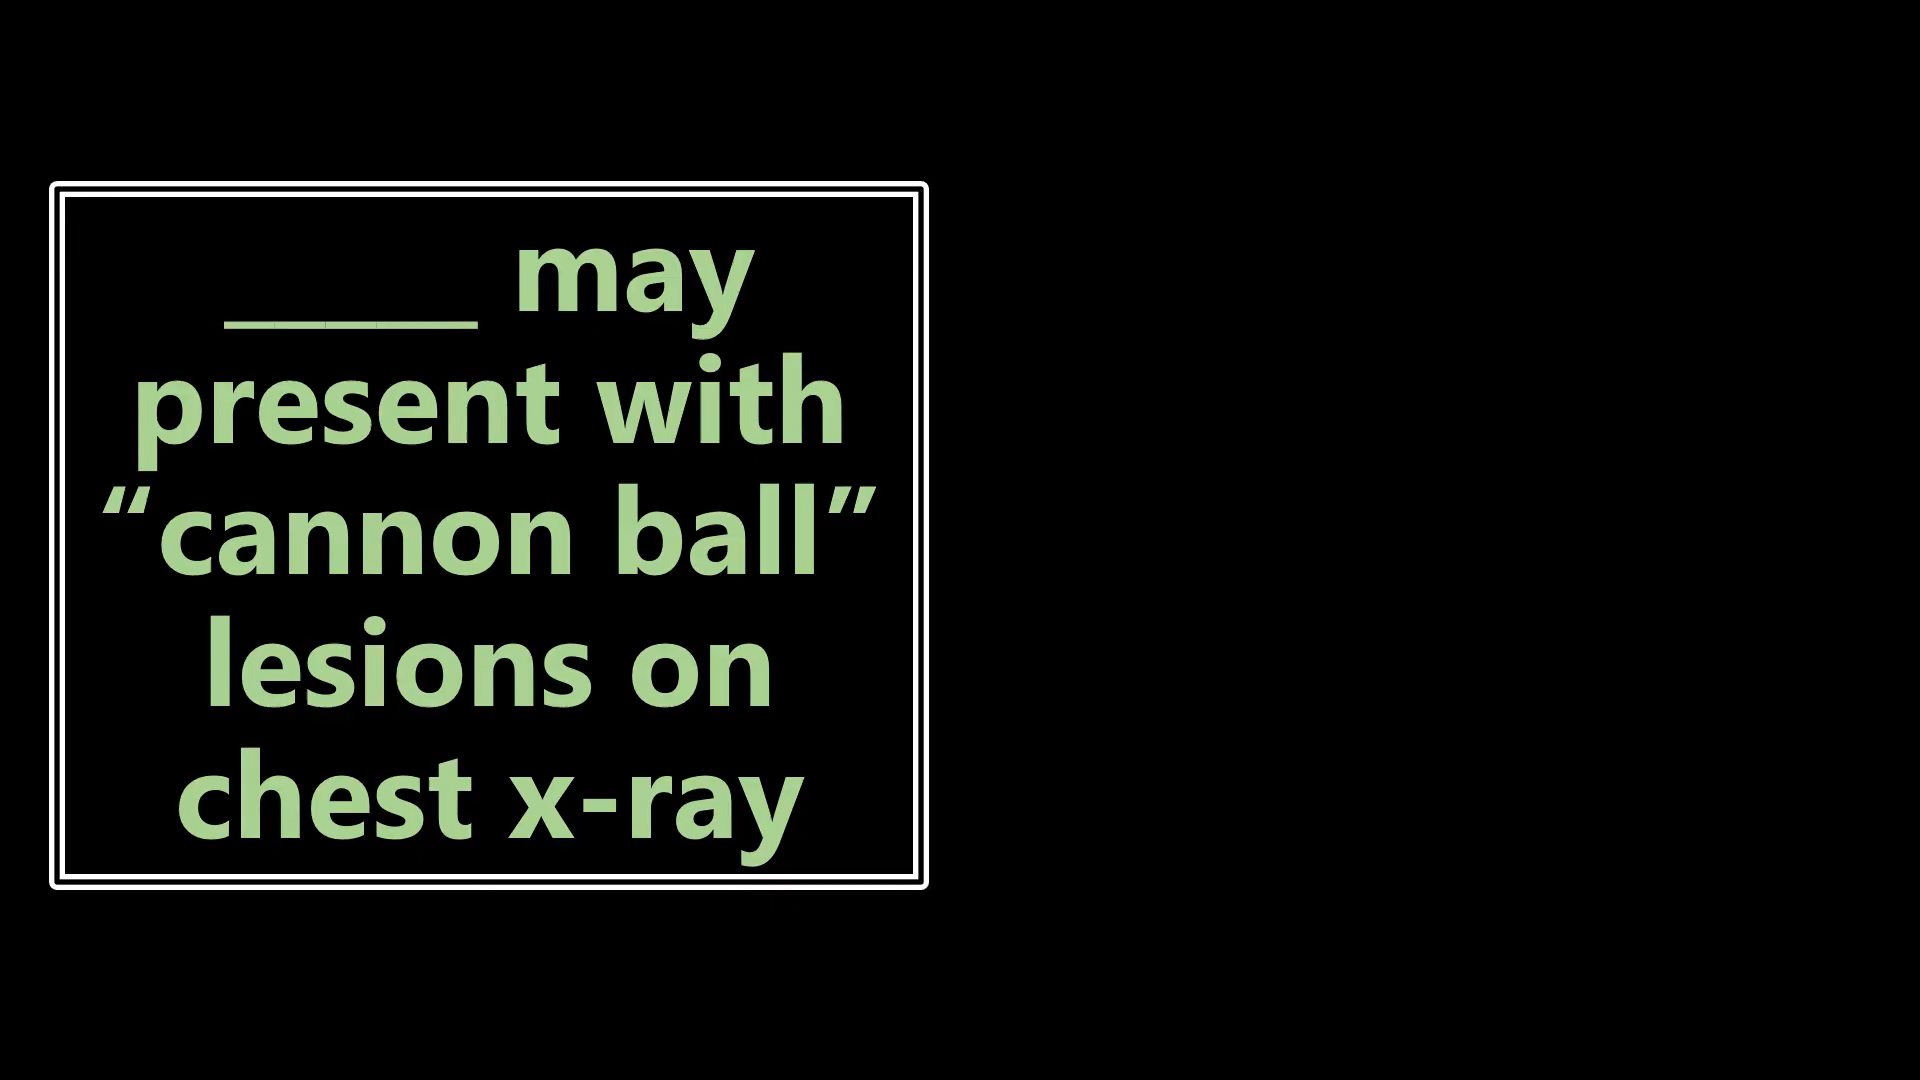 _____ may
present with
“cannon ball”
lesions on
chest x-ray